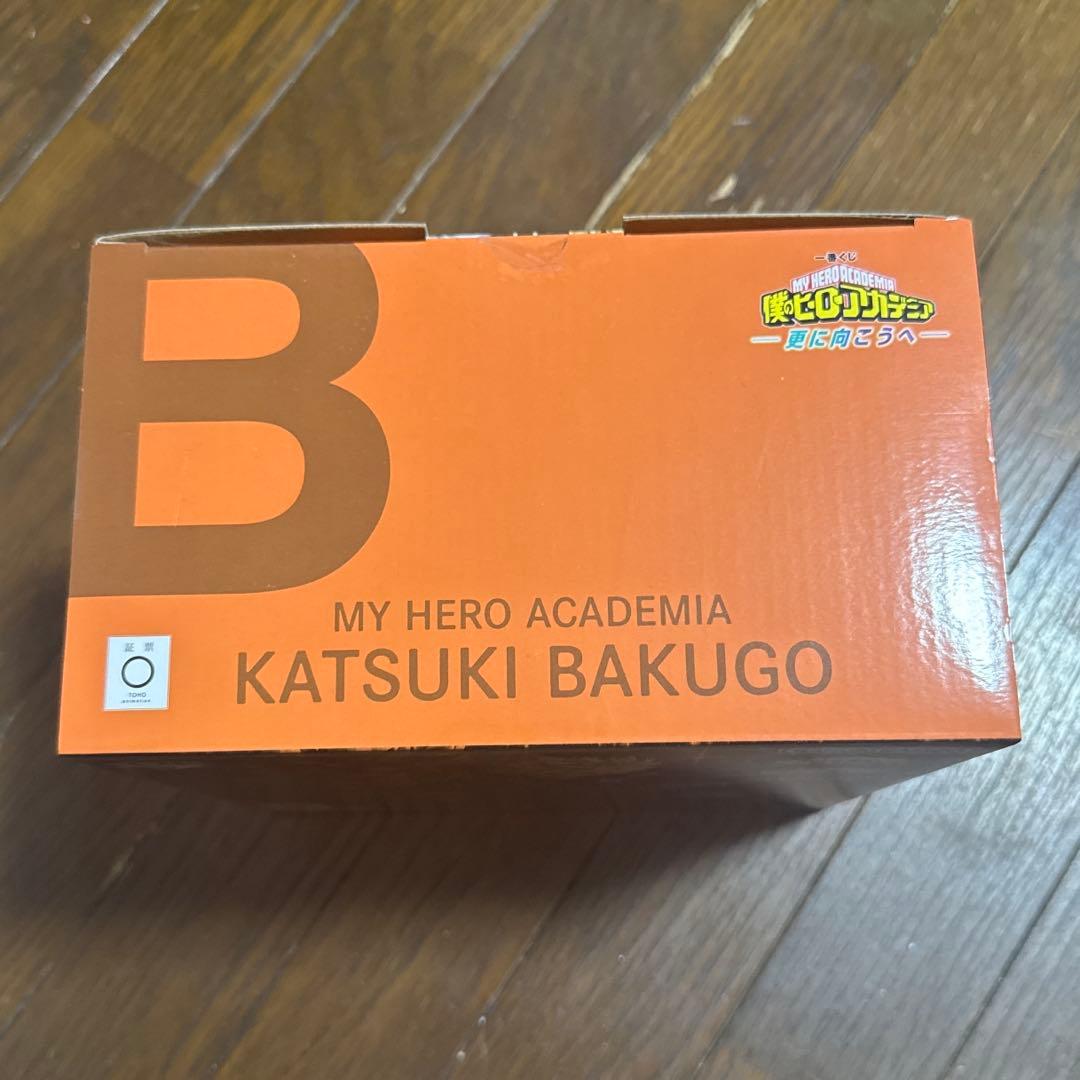 B
一番くじ
MY HERO ACADEMIA
僕のヒーローアカデミア
更に向こうへ
MY HERO ACADEMIA
KATSUKI BAKUGO
証票
TOHO
animation